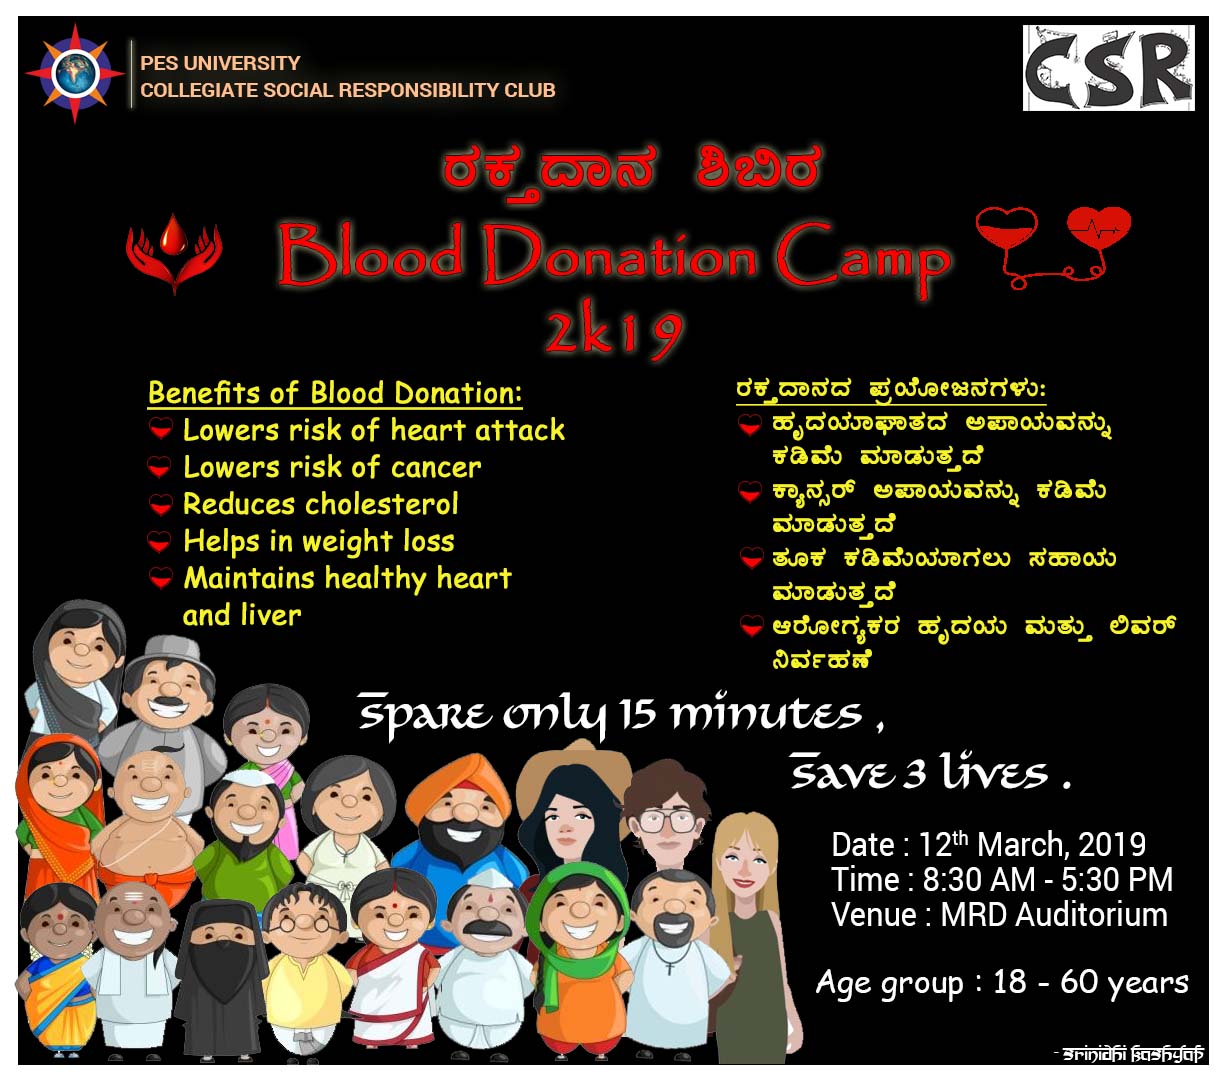 PES UNIVERSITY
COLLEGIATE SOCIAL RESPONSIBILITY CLUB
CSR
ರಕ್ತದಾನ ಶಿಬಿರ
Blood Donation Camp
2k19
Benefits of Blood Donation:
Lowers risk of heart attack
Lowers risk of cancer
Reduces cholesterol
Helps in weight loss
Maintains healthy heart
and liver
ರಕ್ತದಾನದ ಪ್ರಯೋಜನಗಳು:
ಹೃದಯಾಘಾತದ ಅಪಾಯವನ್ನು
ಕಡಿಮೆ ಮಾಡುತ್ತದೆ
ಕ್ಯಾನ್ಸರ್ ಅಪಾಯವನ್ನು ಕಡಿಮೆ
ಮಾಡುತ್ತದೆ
ತೂಕ ಕಡಿಮೆಯಾಗಲು ಸಹಾಯ
ಮಾಡುತ್ತದೆ
ಆರೋಗ್ಯಕರ ಹೃದಯ ಮತ್ತು ಲಿವರ್
ನಿರ್ವಹಣೆ
Spare only 15 minutes ,
Save 3 lives .
Date : 12th March, 2019
Time : 8:30 AM - 5:30 PM
Venue : MRD Auditorium
Age group : 18 - 60 years
- Srinidhi Kashyap